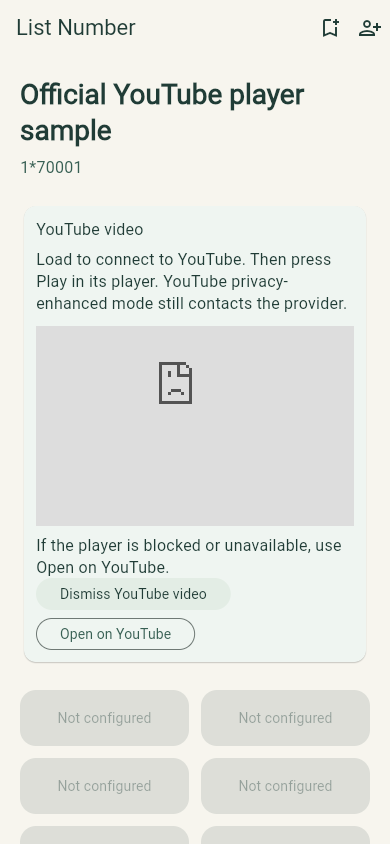 List Number
Official YouTube player
sample
1*70001
YouTube video
Load to connect to YouTube. Then press
Play in its player. YouTube privacy-
enhanced mode still contacts the provider.
If the player is blocked or unavailable, use
Open on YouTube.
Dismiss YouTube video
Open on YouTube
Not configured
Not configured
Not configured
Not configured